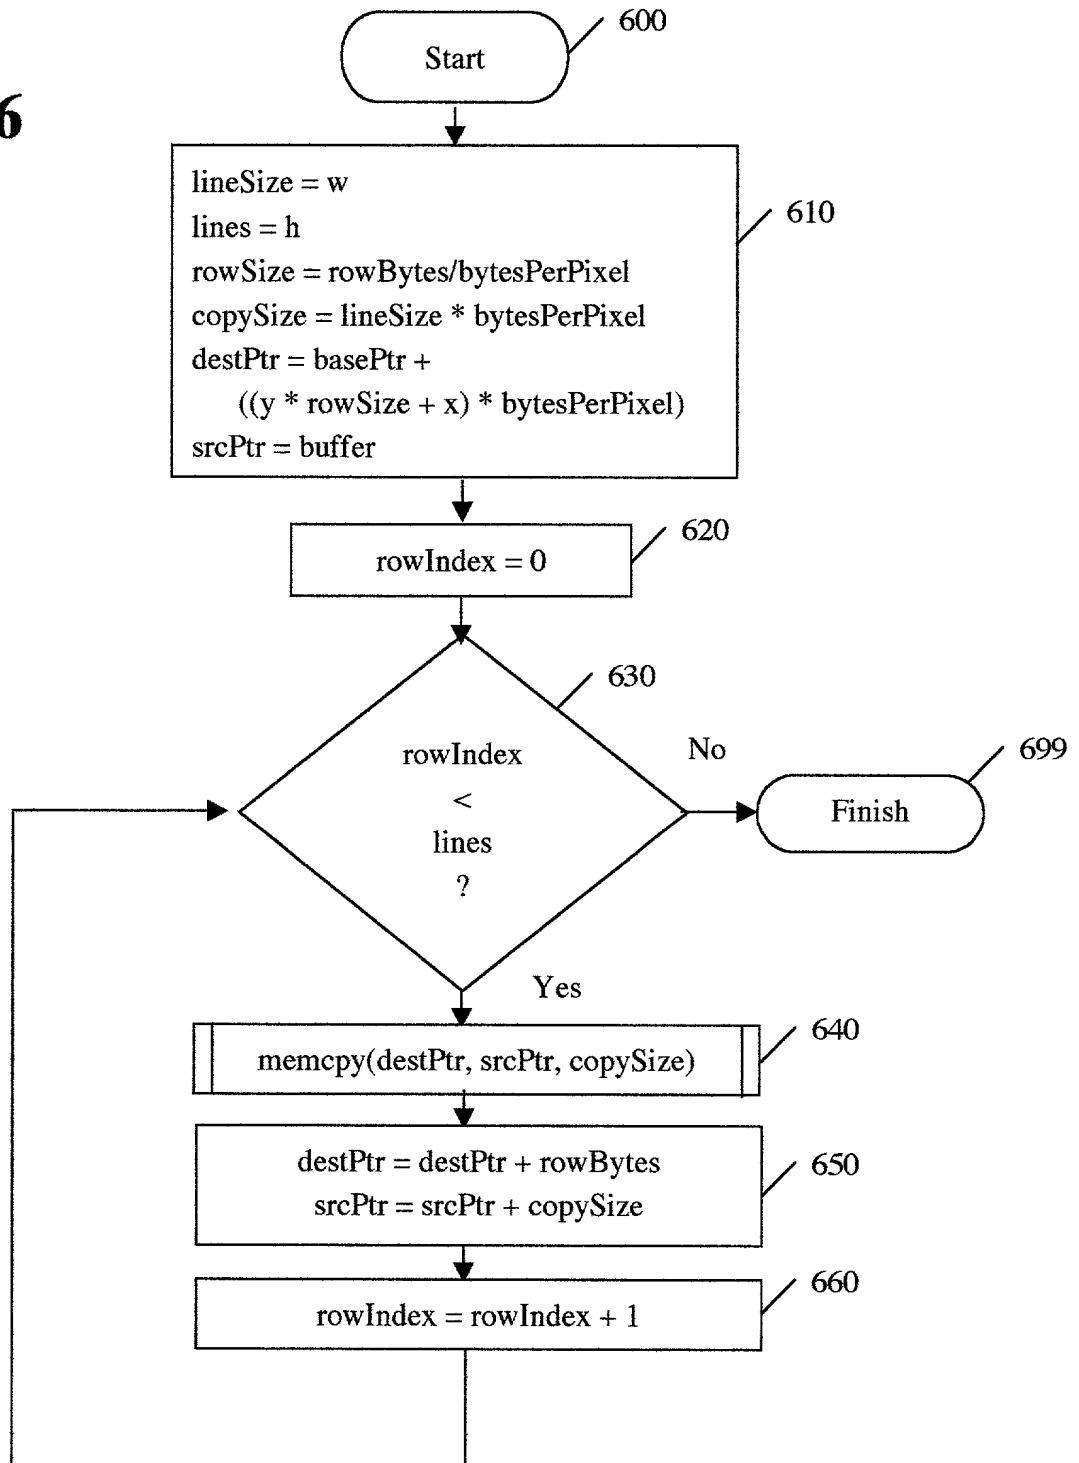 600
Start
6
lineSize = w
610
lines = h
rowSize = rowBytes/bytesPerPixel
copySize = lineSize * bytesPerPixel
destPtr = basePtr +
((y * rowSize + x) * bytesPerPixel)
srcPtr = buffer
620
rowIndex = 0
630
rowIndex
<
lines
?
No
699
Finish
Yes
640
memcpy(destPtr, srcPtr, copySize)
destPtr = destPtr + rowBytes
650
srcPtr = srcPtr + copySize
660
rowIndex = rowIndex + 1